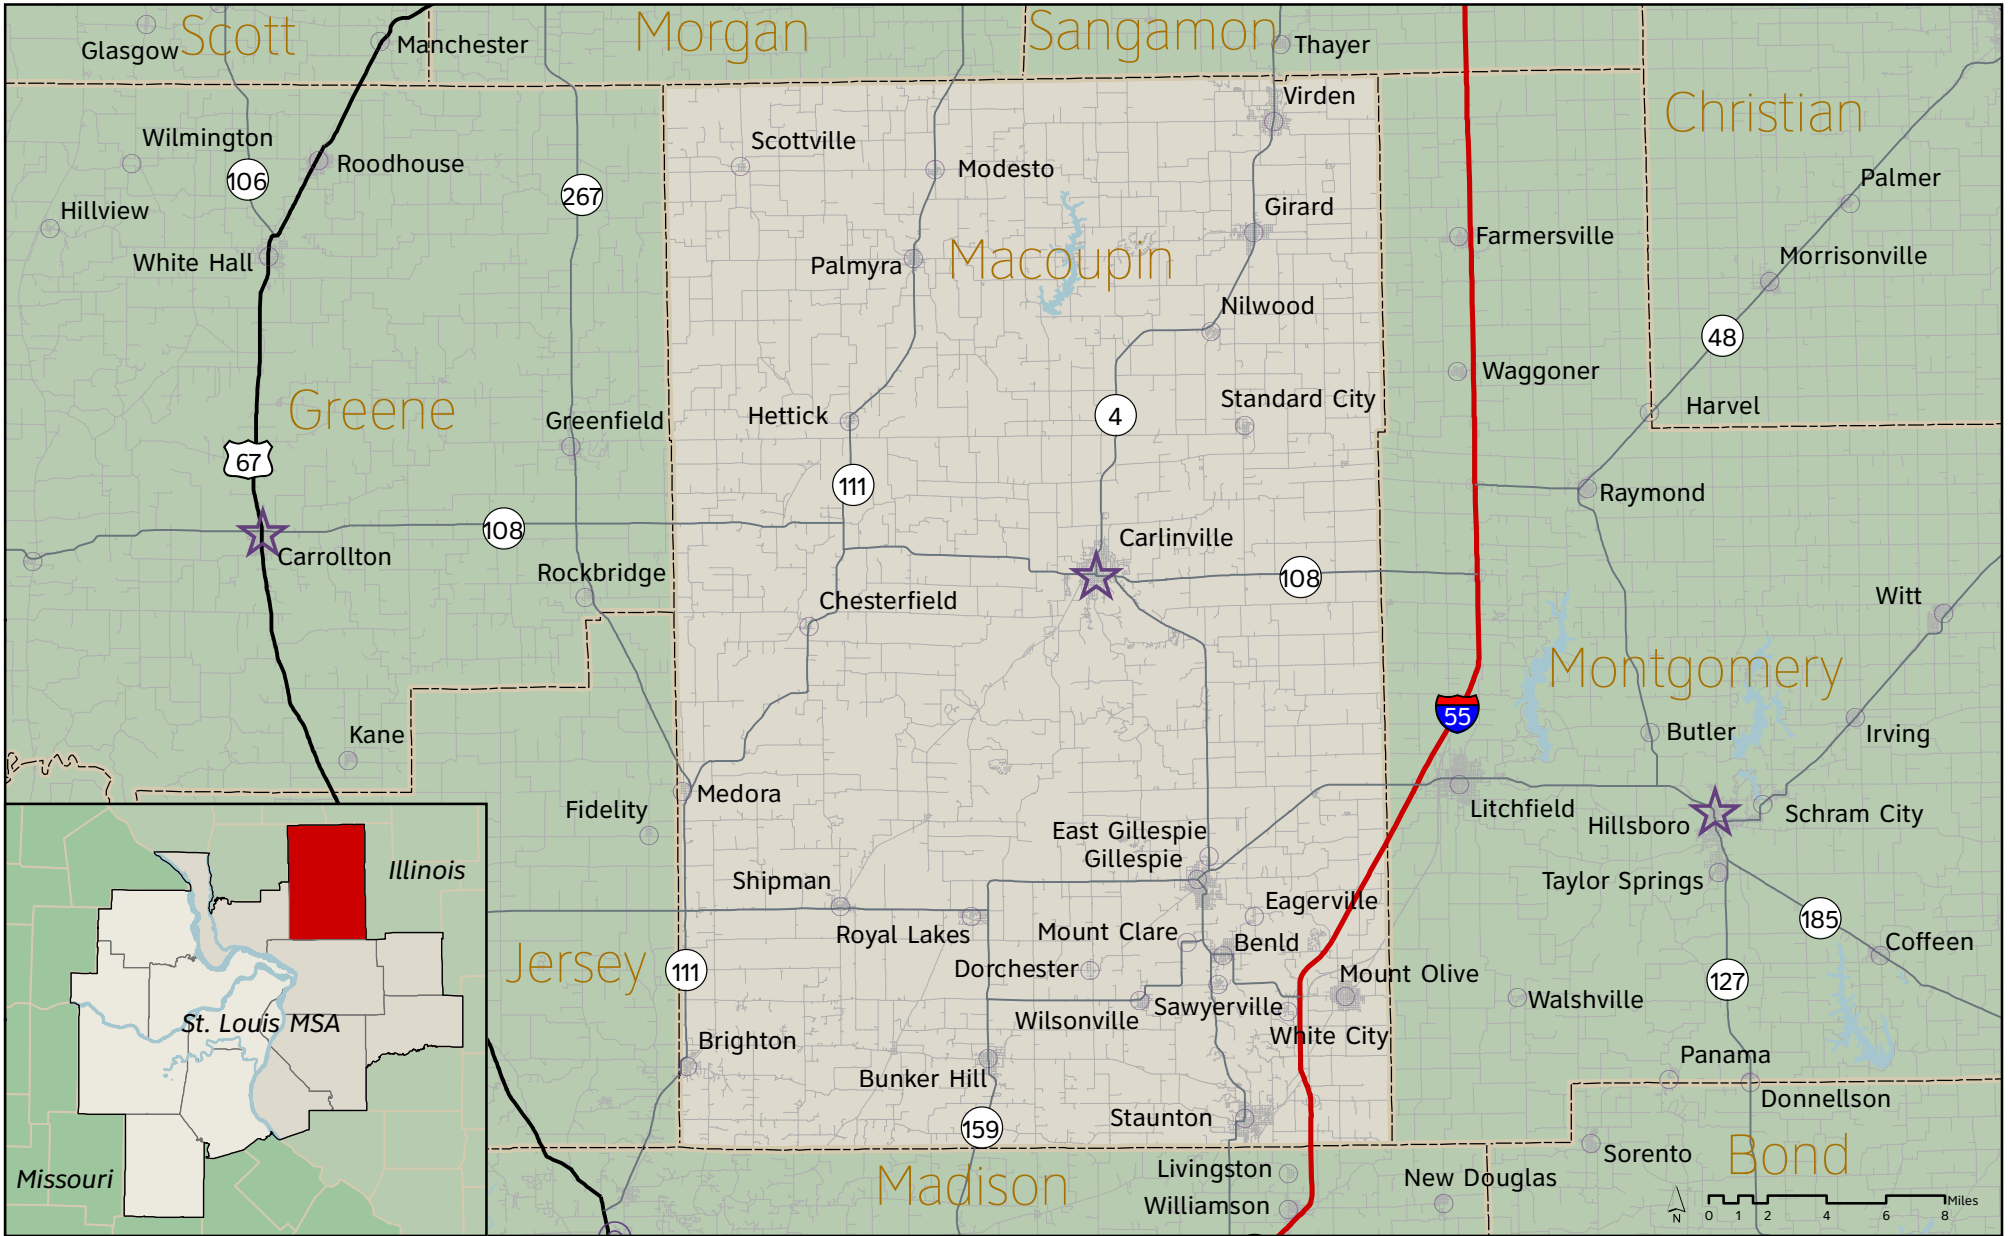 Scott
Morgan
Sangamon
Glasgow
Manchester
Thayer
Virden
Christian
Wilmington
Scottville
Roodhouse
Modesto
106
267
Palmer
Hillview
Girard
Farmersville
White Hall
Palmyra
Macoupin
Morrisonville
Nilwood
48
Waggoner
Greene
Greenfield
Hettick
4
Standard City
Harvel
67
111
Raymond
108
Carrollton
Carlinville
Rockbridge
108
Chesterfield
Witt
Montgomery
55
Kane
Butler
Irving
Medora
Fidelity
Litchfield
Hillsboro
Schram City
East Gillespie
Gillespie
Illinois
Shipman
Taylor Springs
Eagerville
Royal Lakes
Mount Clare
Benld
185
Coffeen
Jersey
111
Dorchester
Mount Olive
127
Sawyerville
Walshville
St. Louis MSA
Wilsonville
White City
Brighton
Panama
Bunker Hill
Donnellson
Staunton
159
Sorento
Bond
Livingston
Missouri
Madison
New Douglas
Williamson
N
0 1 2 4 6 8 Miles